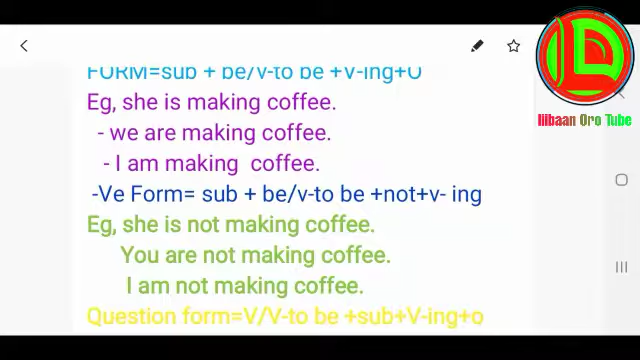 FORM=sub + be/v-to be +V-ing+O
Eg, she is making coffee.
- we are making coffee.
- I am making coffee.
-Ve Form= sub + be/v-to be +not+v- ing
Eg, she is not making coffee.
You are not making coffee.
I am not making coffee.
Question form=V/V-to be +sub+V-ing+o
Ilibaan Oro Tube